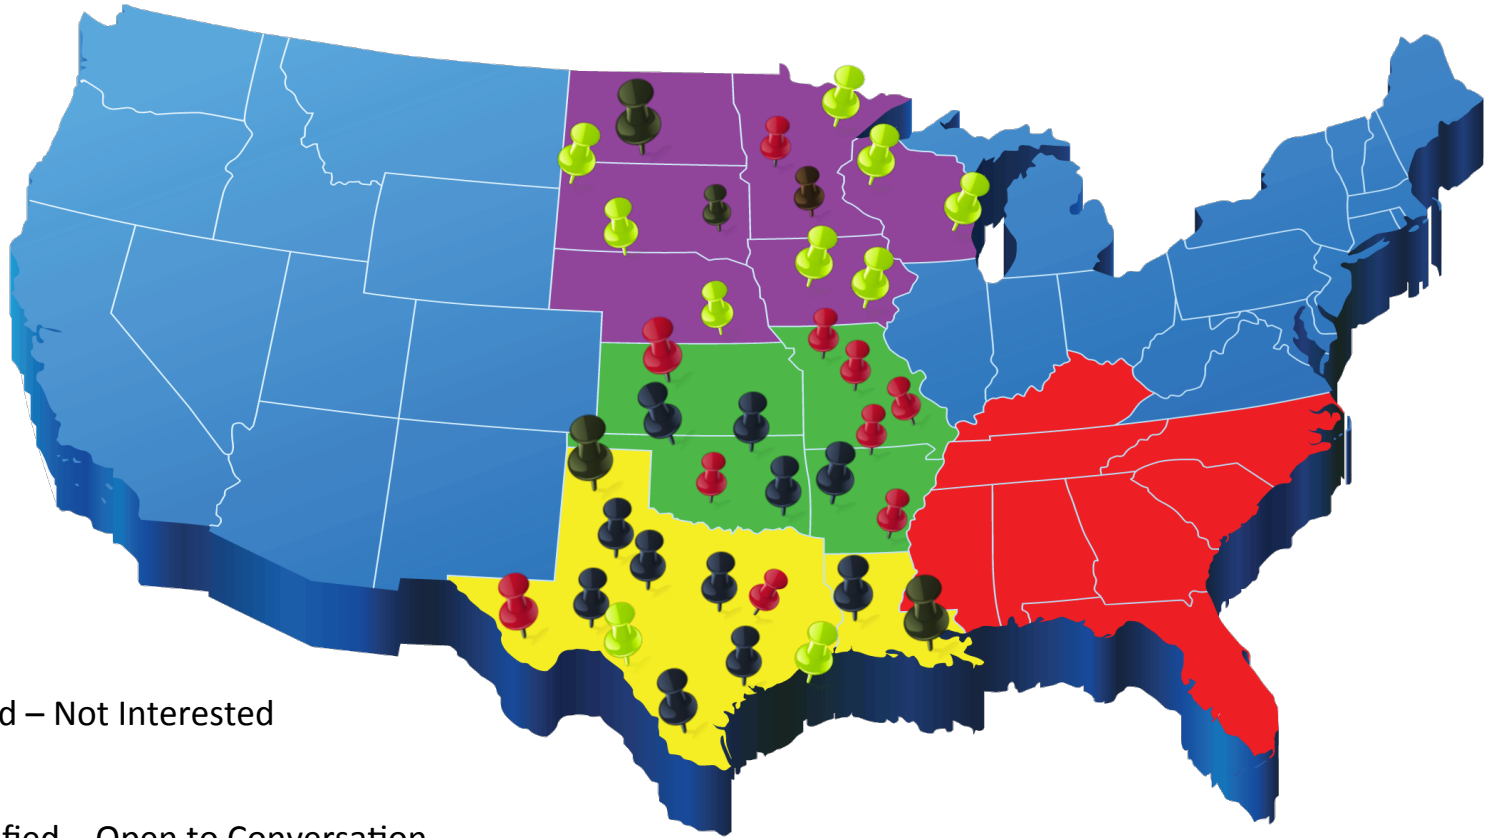 d – Not Interested
fied – Open to Conversation